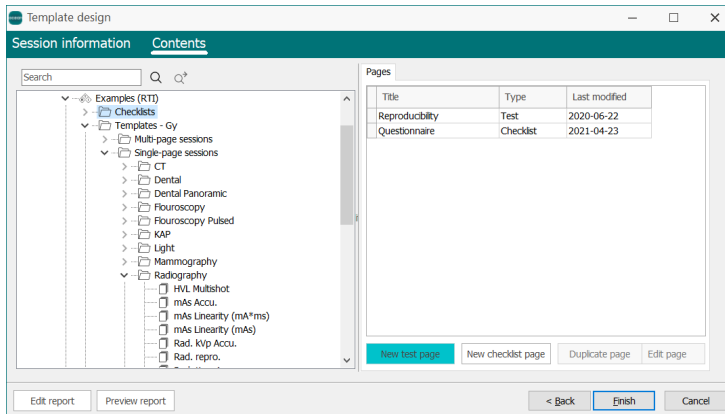 Template design
Session information Contents
Search
Pages
Examples (RTI)
Checklists
Templates - Gy
Multi-page sessions
Single-page sessions
CT
Dental
Dental Panoramic
Flouroscopy
Flouroscopy Pulsed
KAP
Light
Mammography
Radiography
HVL Multishot
mAs Accu.
mAs Linearity (mA*ms)
mAs Linearity (mAs)
Rad. kVp Accu.
Rad. repro.
Title Type Last modified
Reproducibility Test 2020-06-22
Questionnaire Checklist 2021-04-23
New test page New checklist page Duplicate page Edit page
Edit report Preview report < Back Finish Cancel